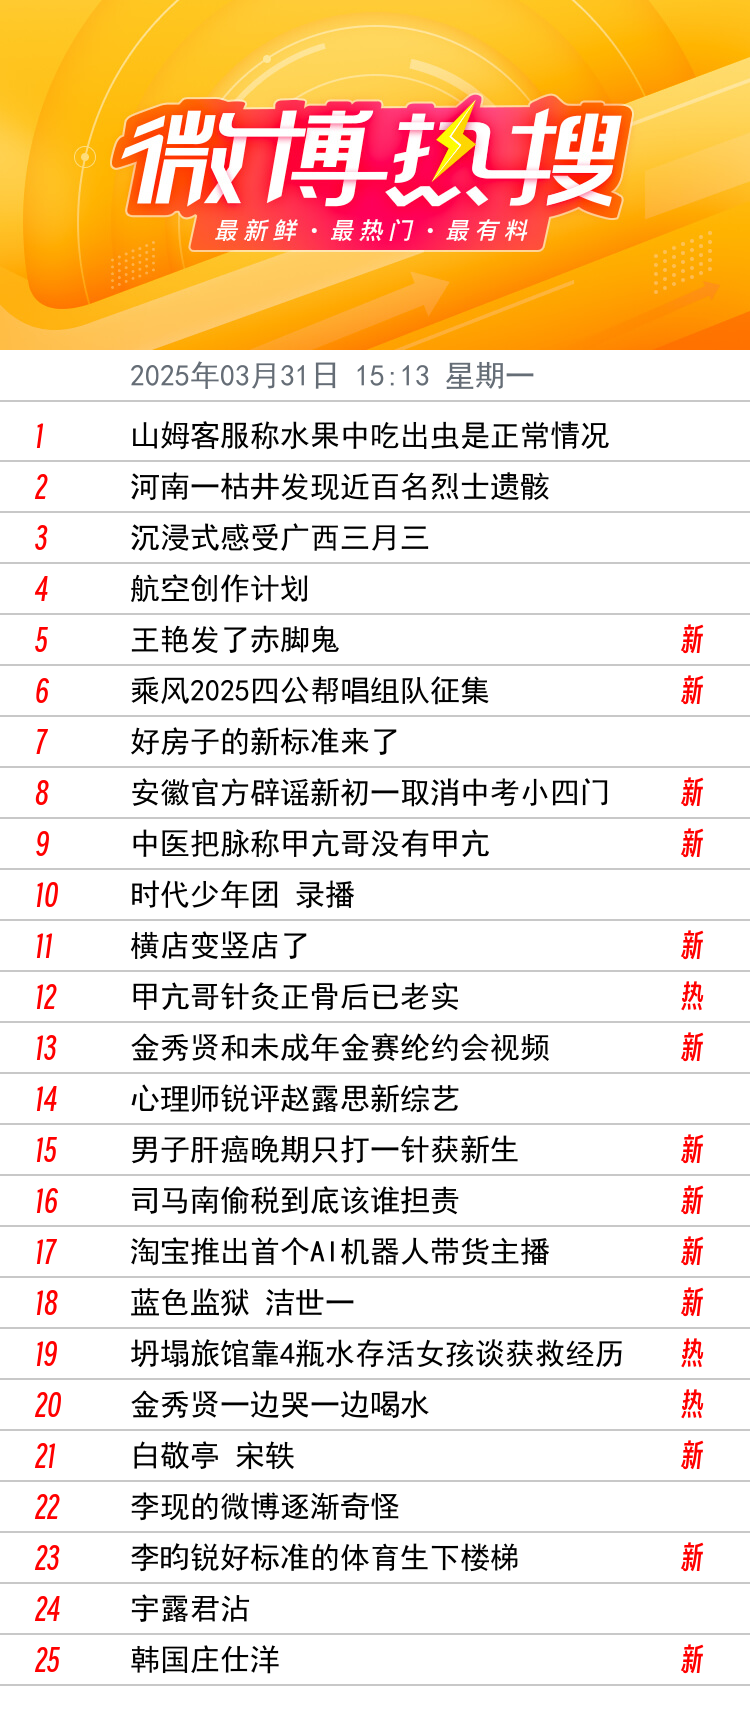 微博热搜
最新鲜·最热门·最有料
2025年03月31日 15:13 星期一
1 山姆客服称水果中吃出虫是正常情况
2 河南一枯井发现近百名烈士遗骸
3 沉浸式感受广西三月三
4 航空创作计划
5 王艳发了赤脚鬼 新
6 乘风2025四公帮唱组队征集 新
7 好房子的新标准来了
8 安徽官方辟谣新初一取消中考小四门 新
9 中医把脉称甲亢哥没有甲亢 新
10 时代少年团 录播
11 横店变竖店了 新
12 甲亢哥针灸正骨后已老实 热
13 金秀贤和未成年金赛纶约会视频 新
14 心理师锐评赵露思新综艺
15 男子肝癌晚期只打一针获新生 新
16 司马南偷税到底该谁担责 新
17 淘宝推出首个AI机器人带货主播 新
18 蓝色监狱 洁世一 新
19 坍塌旅馆靠4瓶水存活女孩谈获救经历 热
20 金秀贤一边哭一边喝水 热
21 白敬亭 宋轶 新
22 李现的微博逐渐奇怪
23 李昀锐好标准的体育生下楼梯 新
24 宇露君沾
25 韩国庄仕洋 新